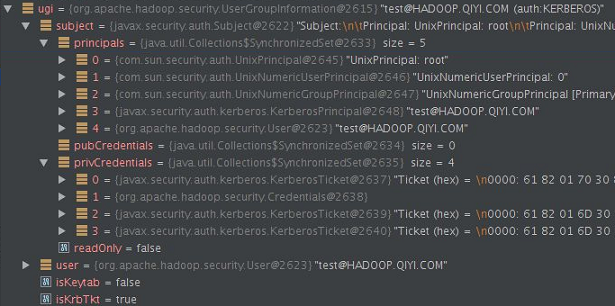 ugi = {org.apache.hadoop.security.UserGroupInformation@2615} "test@HADOOP.QIYI.COM (auth:KERBEROS)"
subject = {javax.security.auth.Subject@2622} "Subject:\n\tPrincipal: UnixPrincipal: root\n\tPrincipal: UnixNu
principals = {java.util.Collections$SynchronizedSet@2633} size = 5
0 = {com.sun.security.auth.UnixPrincipal@2645} "UnixPrincipal: root"
1 = {com.sun.security.auth.UnixNumericUserPrincipal@2646} "UnixNumericUserPrincipal: 0"
2 = {com.sun.security.auth.UnixNumericGroupPrincipal@2647} "UnixNumericGroupPrincipal [Primary
3 = {javax.security.auth.kerberos.KerberosPrincipal@2648} "test@HADOOP.QIYI.COM"
4 = {org.apache.hadoop.security.User@2623} "test@HADOOP.QIYI.COM"
pubCredentials = {java.util.Collections$SynchronizedSet@2634} size = 0
privCredentials = {java.util.Collections$SynchronizedSet@2635} size = 4
0 = {javax.security.auth.kerberos.KerberosTicket@2637} "Ticket (hex) = \n0000: 61 82 01 70 30
1 = {org.apache.hadoop.security.Credentials@2638}
2 = {javax.security.auth.kerberos.KerberosTicket@2639} "Ticket (hex) = \n0000: 61 82 01 6D 30
3 = {javax.security.auth.kerberos.KerberosTicket@2640} "Ticket (hex) = \n0000: 61 82 01 6D 30
readOnly = false
user = {org.apache.hadoop.security.User@2623} "test@HADOOP.QIYI.COM"
isKeytab = false
isKrbTkt = true